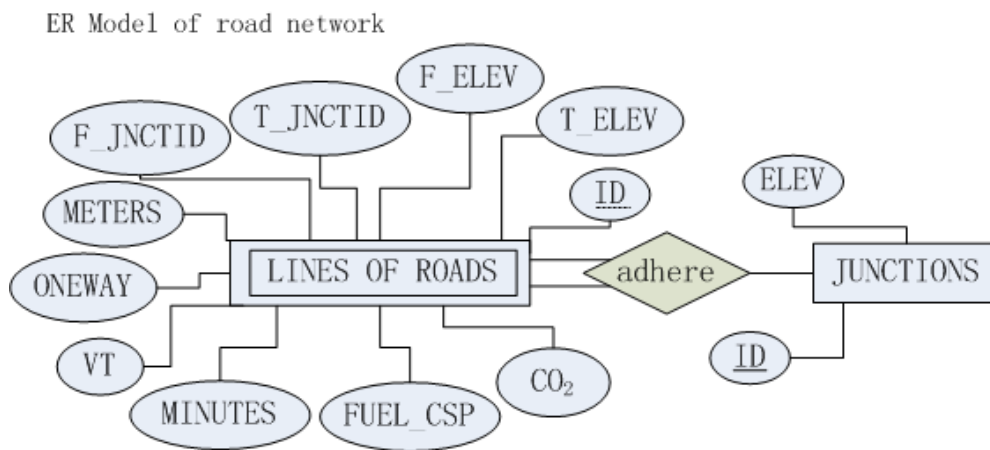 ER Model of road network
F_ELEV
T_JNCTID
T_ELEV
F_JNCTID
ID
ELEV
METERS
LINES OF ROADS
adhere
JUNCTIONS
ONEWAY
VT
ID
CO₂
MINUTES
FUEL_CSP